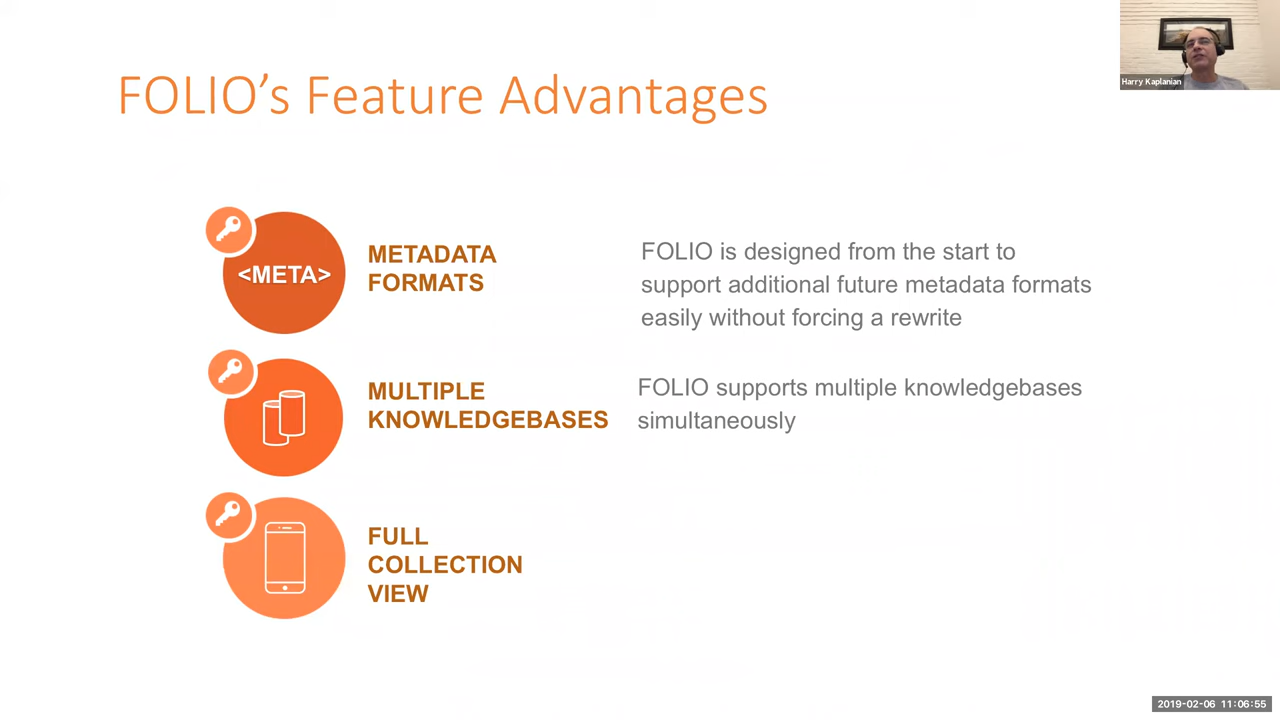 FOLIO's Feature Advantages
Harry Kaplanian
<META>
METADATA
FORMATS
FOLIO is designed from the start to
support additional future metadata formats
easily without forcing a rewrite
MULTIPLE
KNOWLEDGEBASES
FOLIO supports multiple knowledgebases
simultaneously
FULL
COLLECTION
VIEW
2019-02-06 11:06:55